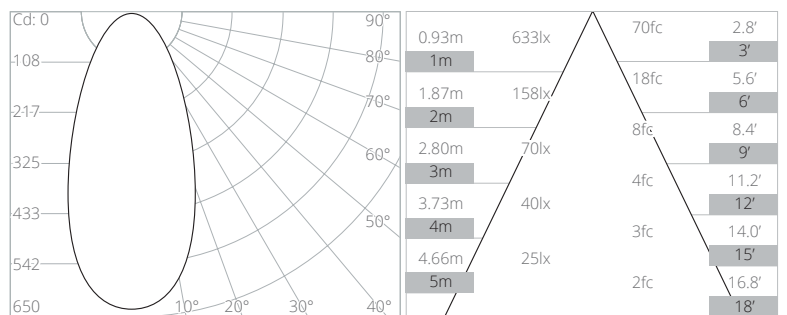 Cd: 0
108
217
325
433
542
650
90°
80°
70°
60°
50°
40°
30°
20°
10°
0.93m 633lx
1m
1.87m 158lx
2m
2.80m 70lx
3m
3.73m 40lx
4m
4.66m 25lx
5m
70fc 2.8’
3’
18fc 5.6’
6’
8fc 8.4’
9’
4fc 11.2’
12’
3fc 14.0’
15’
2fc 16.8’
18’